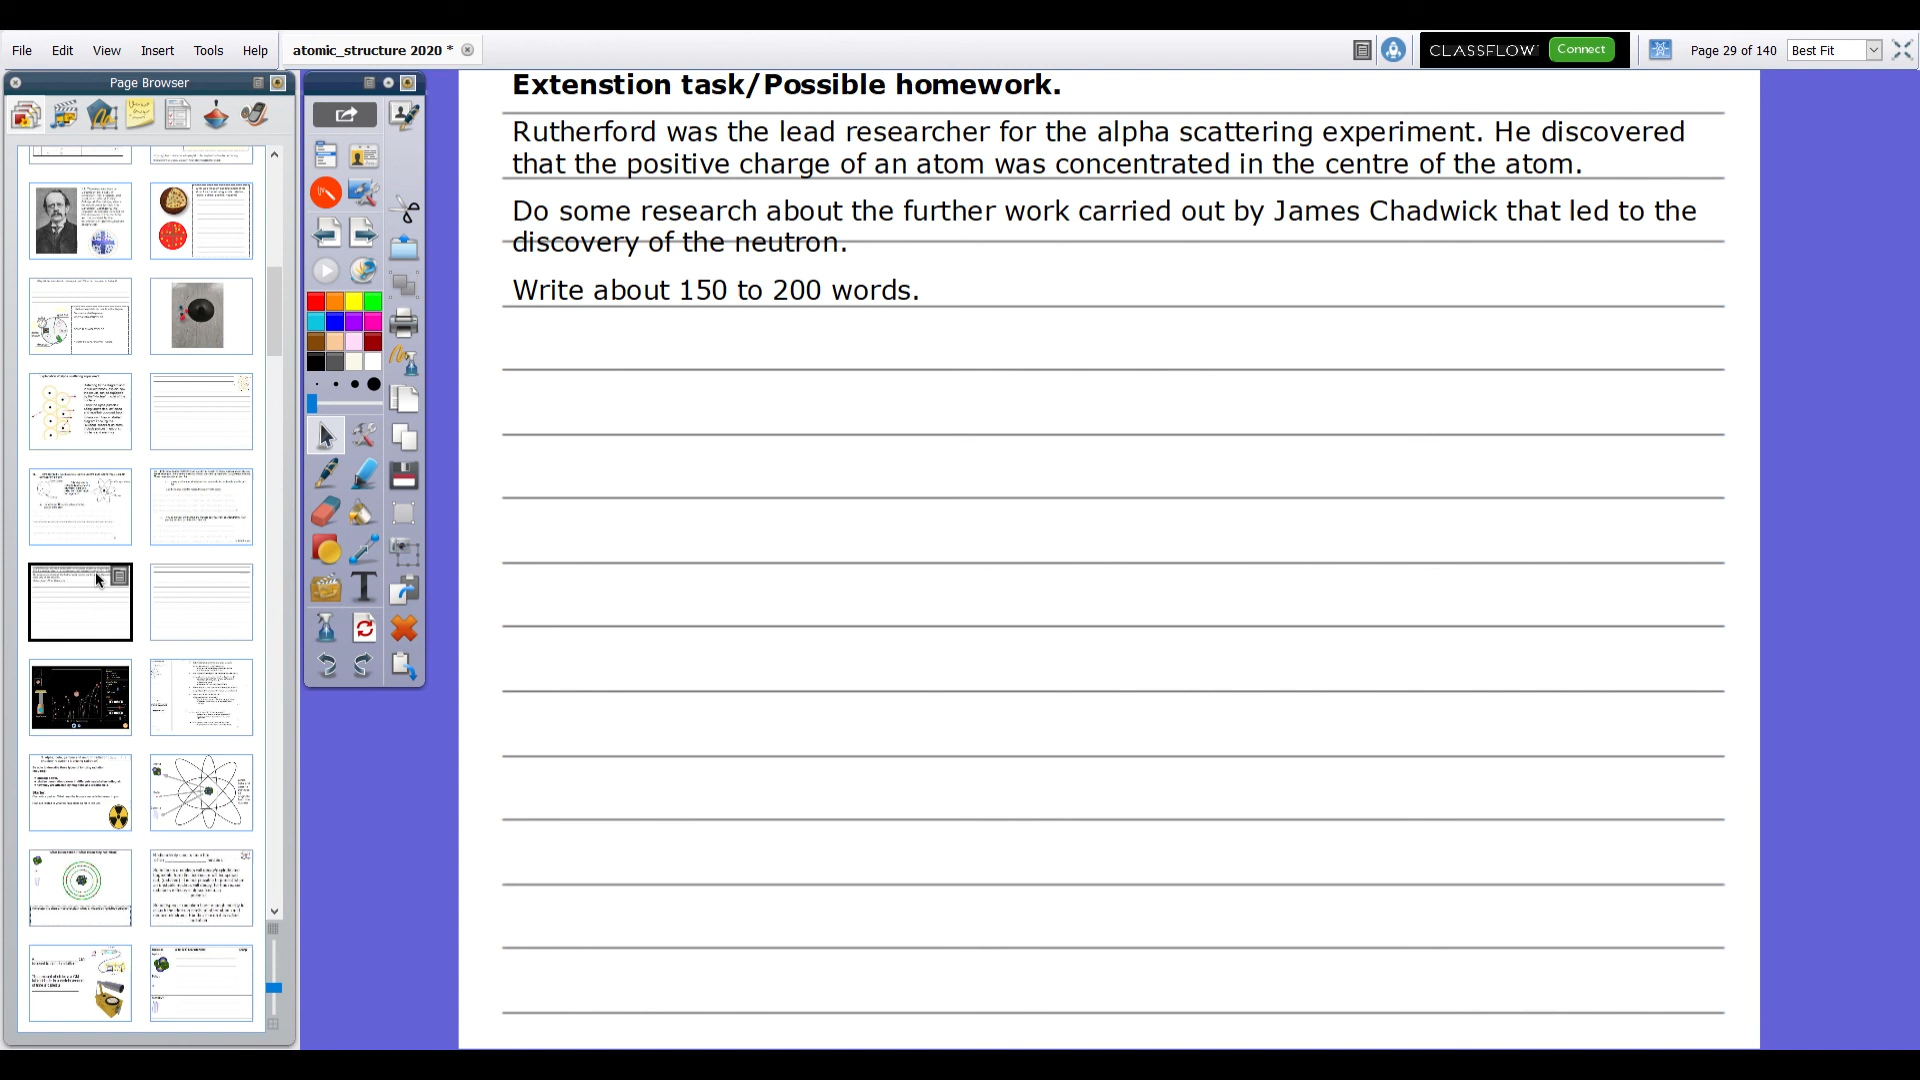 File Edit View Insert Tools Help
atomic_structure 2020 *
CLASSFLOW Connect
Page 29 of 140 Best Fit
Page Browser
Extenstion task/Possible homework.
Rutherford was the lead researcher for the alpha scattering experiment. He discovered
that the positive charge of an atom was concentrated in the centre of the atom.
Do some research about the further work carried out by James Chadwick that led to the
discovery of the neutron.
Write about 150 to 200 words.